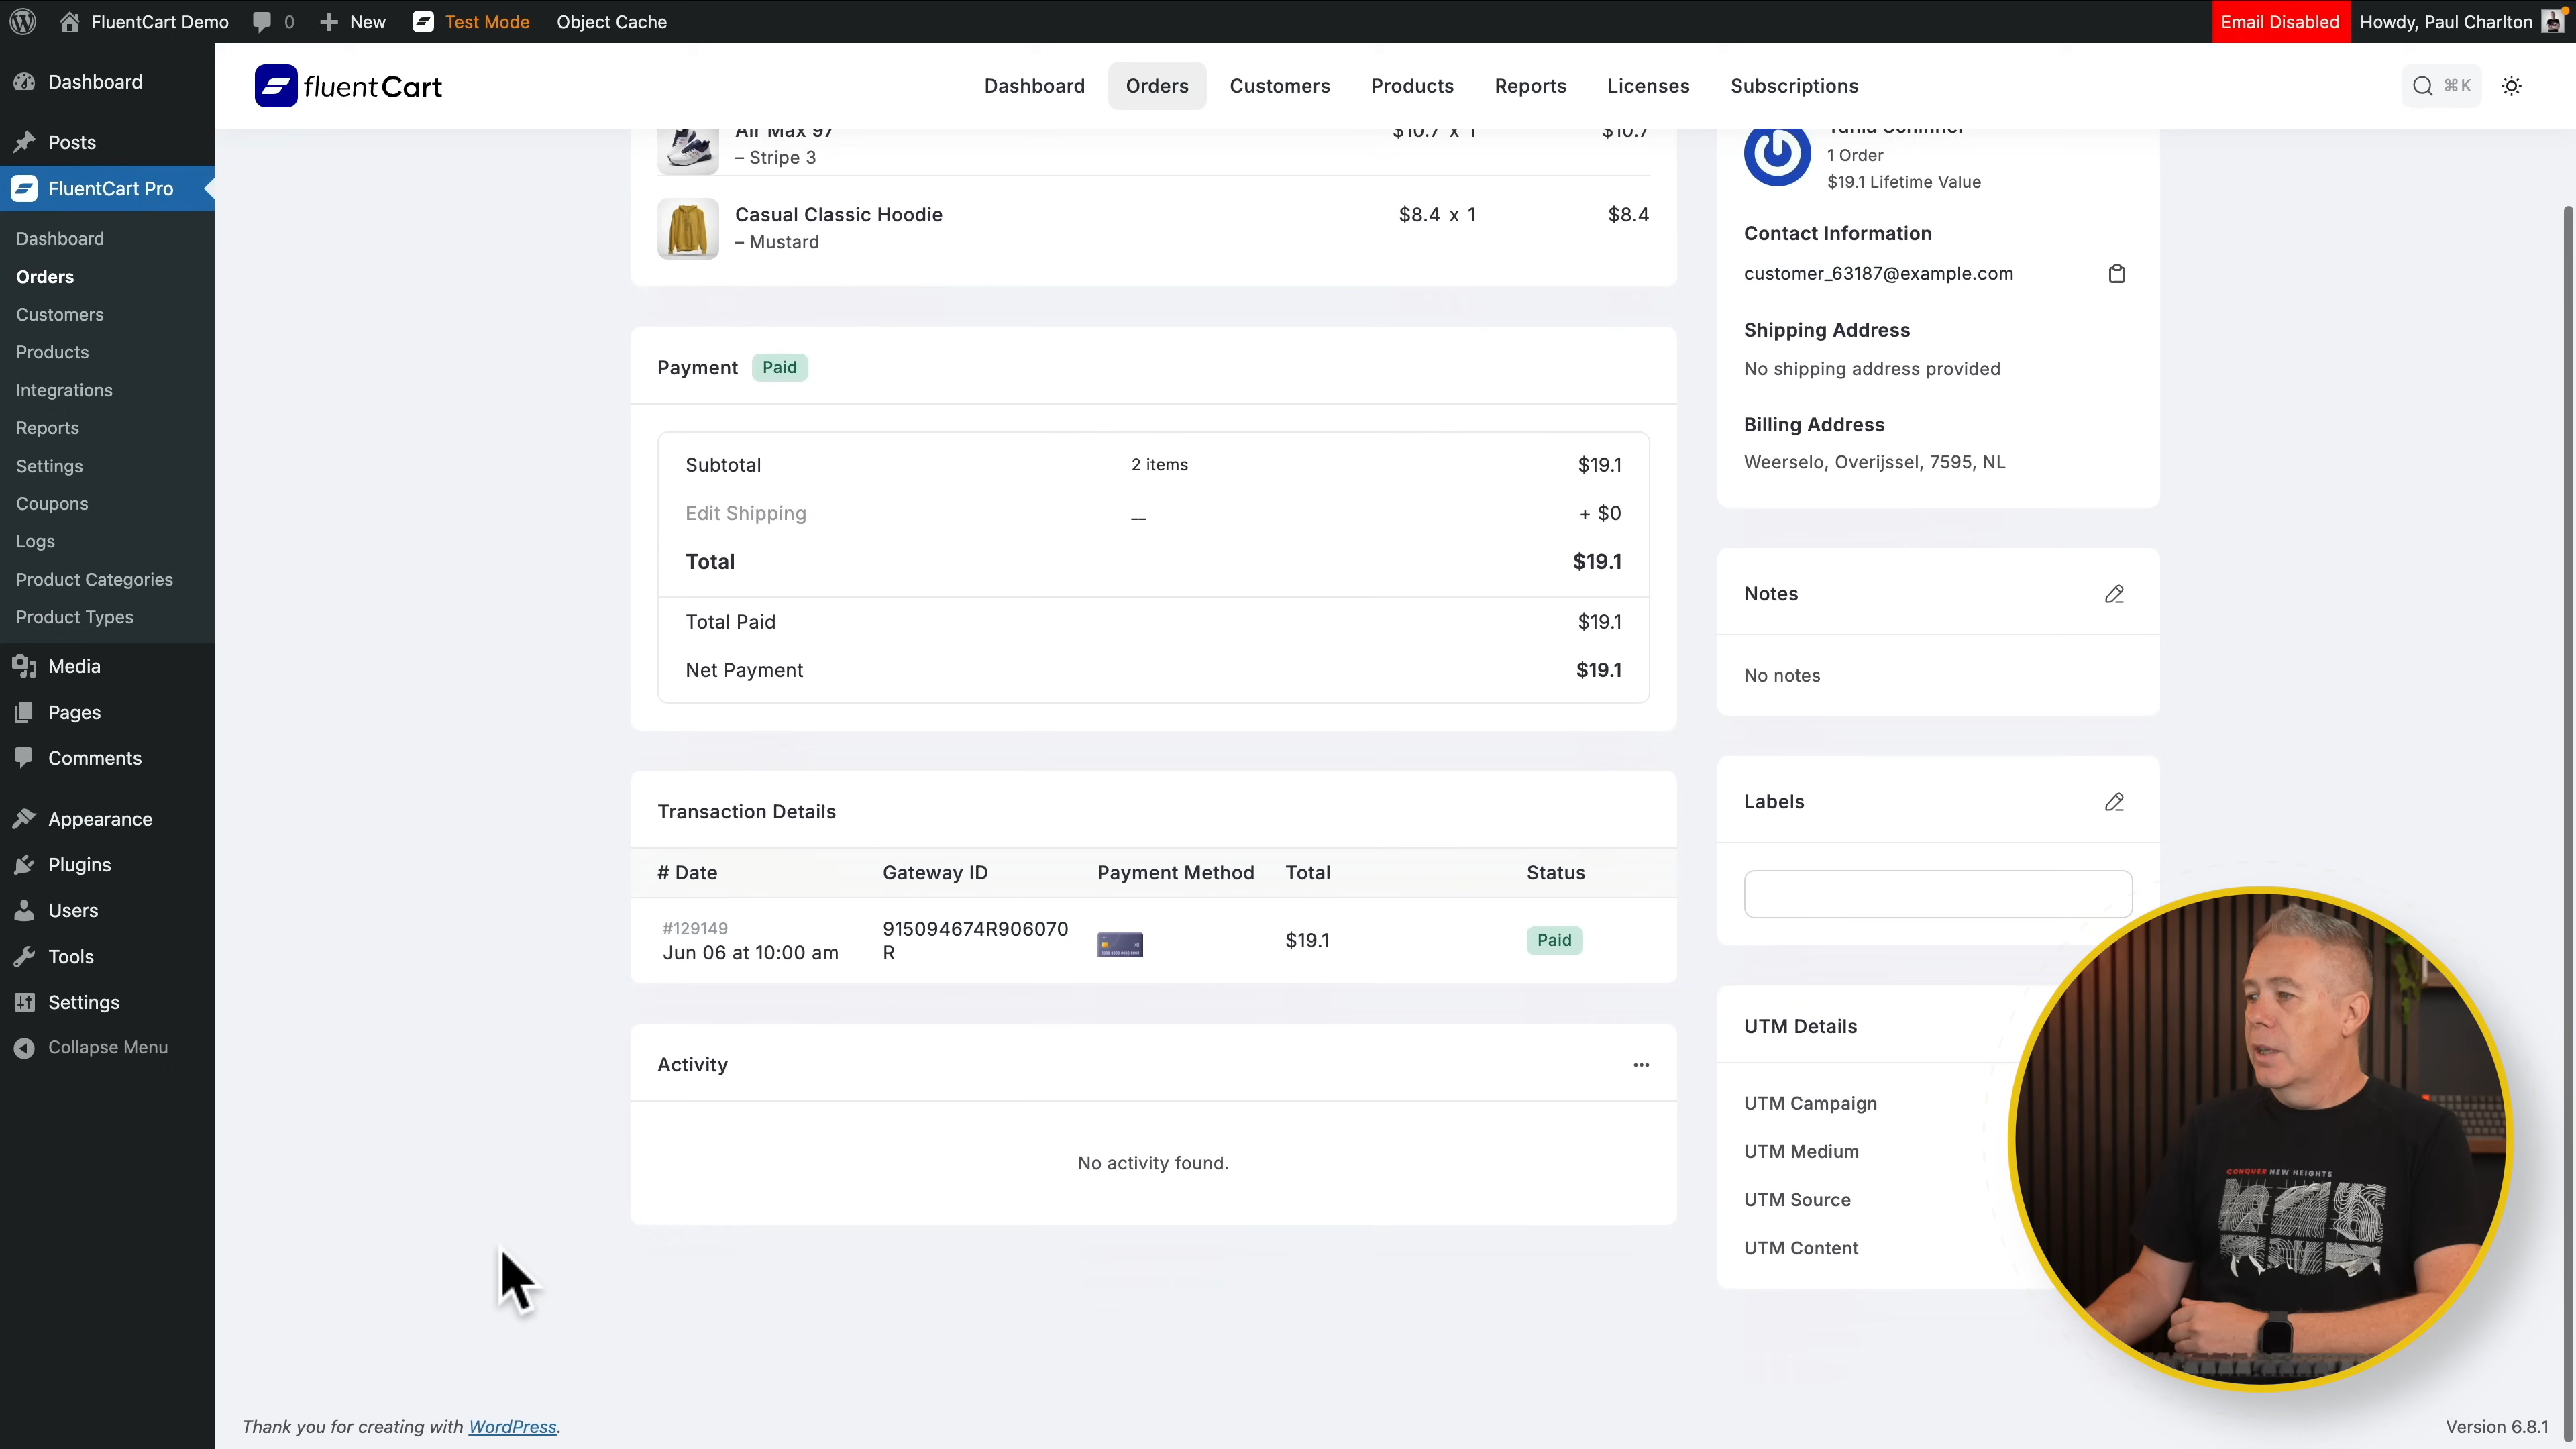 FluentCart Demo
0
New
Test Mode
Object Cache
Email Disabled
Howdy, Paul Charlton
Dashboard
Posts
FluentCart Pro
Dashboard
Orders
Customers
Products
Integrations
Reports
Settings
Coupons
Logs
Product Categories
Product Types
Media
Pages
Comments
Appearance
Plugins
Users
Tools
Settings
Collapse Menu
fluentCart
Dashboard
Orders
Customers
Products
Reports
Licenses
Subscriptions
⌘K
Air Max 97
– Stripe 3
$10.7 x 1
$10.7
Casual Classic Hoodie
– Mustard
$8.4 x 1
$8.4
Payment
Paid
Subtotal
2 items
$19.1
Edit Shipping
—
+ $0
Total
$19.1
Total Paid
$19.1
Net Payment
$19.1
Transaction Details
# Date
Gateway ID
Payment Method
Total
Status
#129149
Jun 06 at 10:00 am
915094674R906070
R
$19.1
Paid
Activity
No activity found.
1 Order
$19.1 Lifetime Value
Contact Information
customer_63187@example.com
Shipping Address
No shipping address provided
Billing Address
Weerselo, Overijssel, 7595, NL
Notes
No notes
Labels
UTM Details
UTM Campaign
UTM Medium
UTM Source
UTM Content
CONQUER NEW HEIGHTS
Thank you for creating with WordPress.
Version 6.8.1